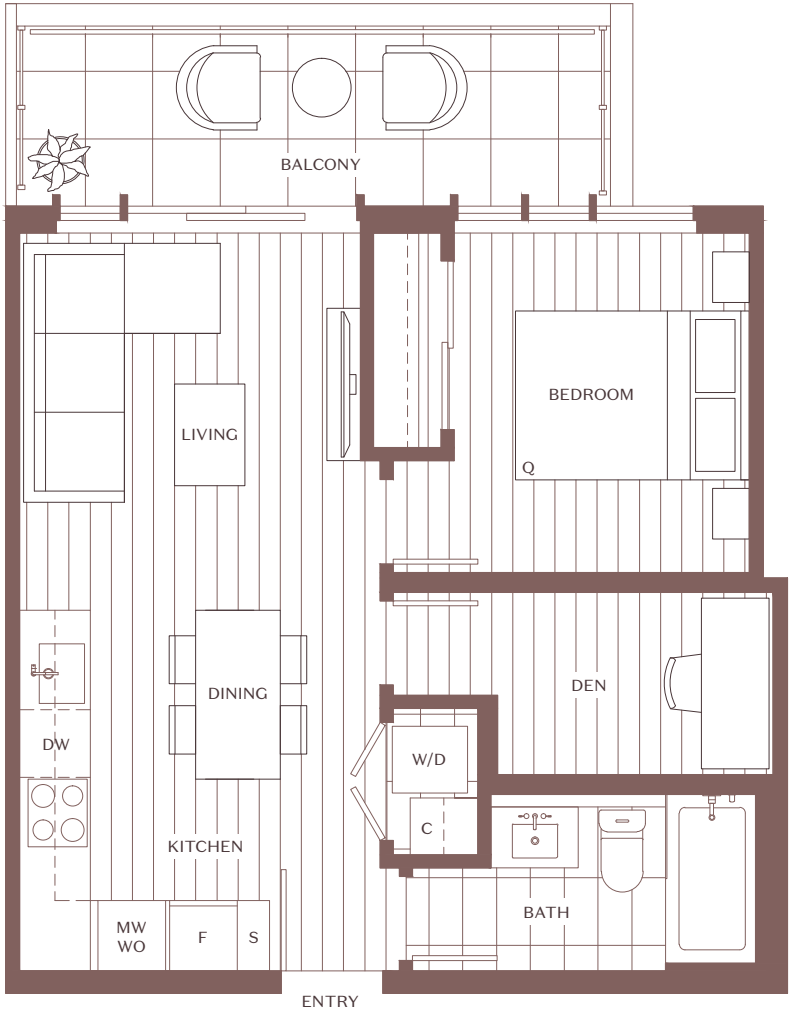 BALCONY
BEDROOM
LIVING
Q
DINING
DEN
DW
W/D
C
KITCHEN
BATH
MW
WO
F
S
ENTRY